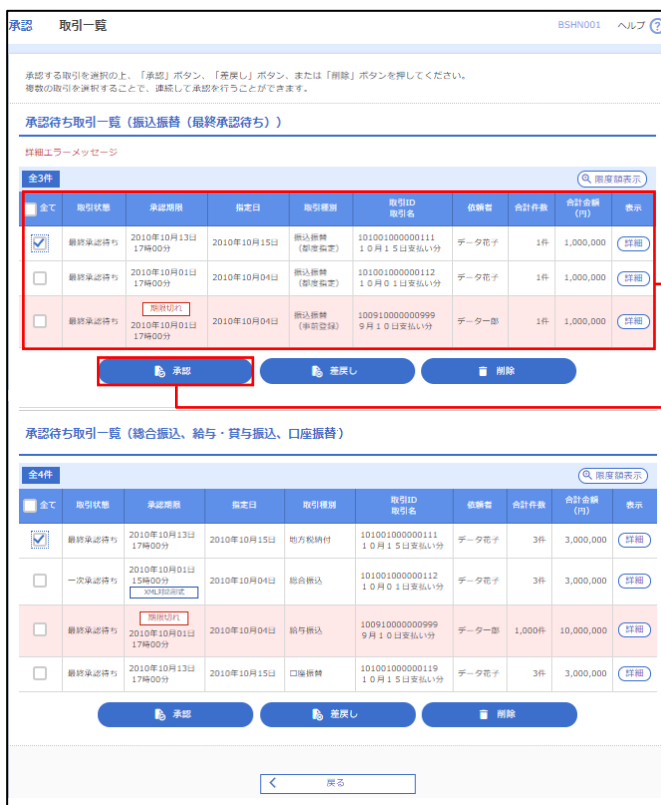 承認 取引一覧 BSHN001 ヘルプ ?
承認する取引を選択の上、「承認」ボタン、「差戻し」ボタン、または「削除」ボタンを押してください。
複数の取引を選択することで、連続して承認を行うことができます。
承認待ち取引一覧（振込振替（最終承認待ち））
詳細エラーメッセージ
全3件 限度額表示
全て 取引状態 承認期限 指定日 取引種別 取引ID 取引名 依頼者 合計件数 合計金額(円) 表示
最終承認待ち 2010年10月13日 17時00分 2010年10月15日 振込振替（都度指定） 101001000000111 １０月１５日支払い分 データ花子 1件 1,000,000 詳細
最終承認待ち 2010年10月01日 17時00分 2010年10月04日 振込振替（都度指定） 101001000000112 １０月０１日支払い分 データ花子 1件 1,000,000 詳細
最終承認待ち 期限切れ 2010年10月01日 17時00分 2010年10月04日 振込振替（事前登録） 100910000000999 ９月１０日支払い分 データ一郎 1件 1,000,000 詳細
承認 差戻し 削除
承認待ち取引一覧（総合振込、給与・賞与振込、口座振替）
全4件 限度額表示
全て 取引状態 承認期限 指定日 取引種別 取引ID 取引名 依頼者 合計件数 合計金額(円) 表示
最終承認待ち 2010年10月13日 17時00分 2010年10月15日 地方税納付 101001000000111 １０月１５日支払い分 データ花子 3件 3,000,000 詳細
一次承認待ち 2010年10月01日 15時00分 XML対応形式 2010年10月04日 総合振込 101001000000112 １０月０１日支払い分 データ花子 3件 3,000,000 詳細
最終承認待ち 期限切れ 2010年10月01日 17時00分 2010年10月04日 給与振込 100910000000999 ９月１０日支払い分 データ一郎 1,000件 10,000,000 詳細
最終承認待ち 2010年10月13日 17時00分 2010年10月15日 口座振替 101001000000119 １０月１５日支払い分 データ花子 3件 3,000,000 詳細
承認 差戻し 削除
戻る